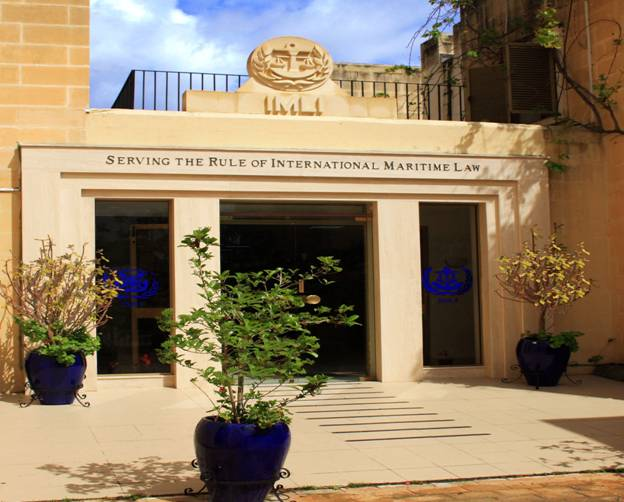 IMLI
SERVING THE RULE OF INTERNATIONAL MARITIME LAW